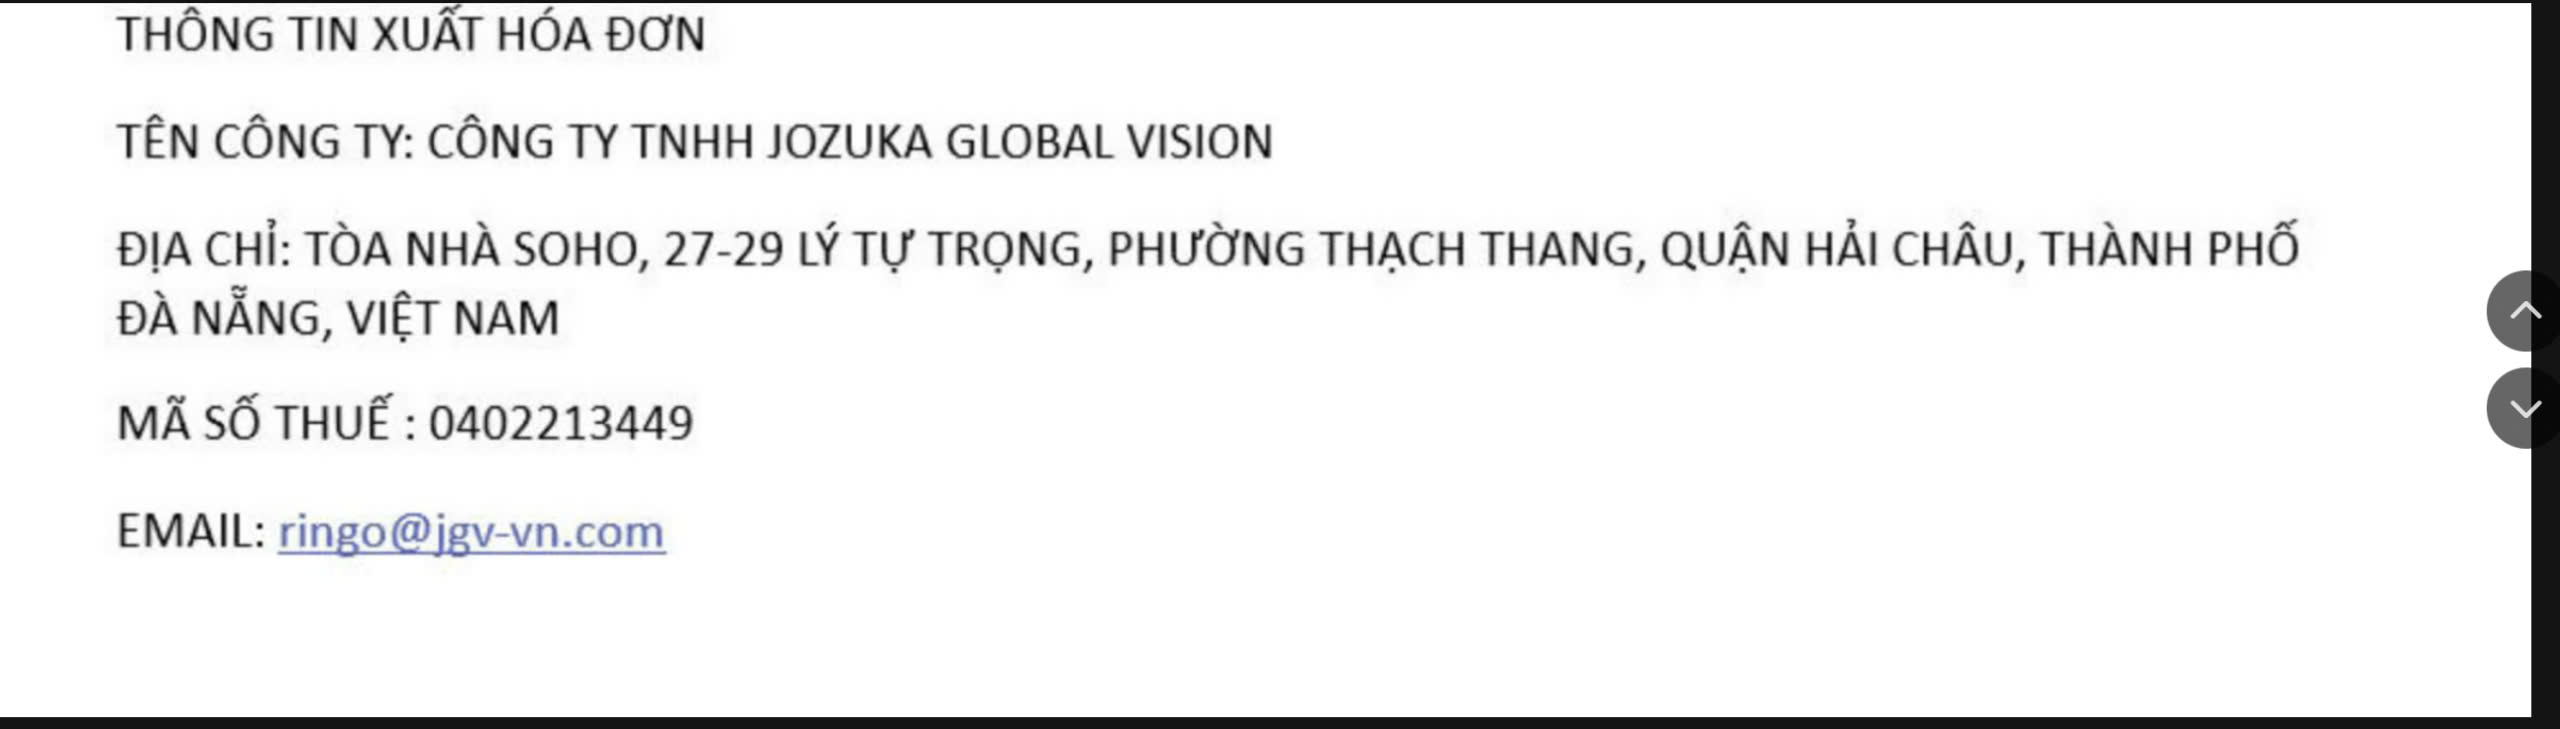 THÔNG TIN XUẤT HÓA ĐƠN
TÊN CÔNG TY: CÔNG TY TNHH JOZUKA GLOBAL VISION
ĐỊA CHỈ: TÒA NHÀ SOHO, 27-29 LÝ TỰ TRỌNG, PHƯỜNG THẠCH THANG, QUẬN HẢI CHÂU, THÀNH PHỐ
ĐÀ NẴNG, VIỆT NAM
MÃ SỐ THUẾ : 0402213449
EMAIL: ringo@jgv-vn.com